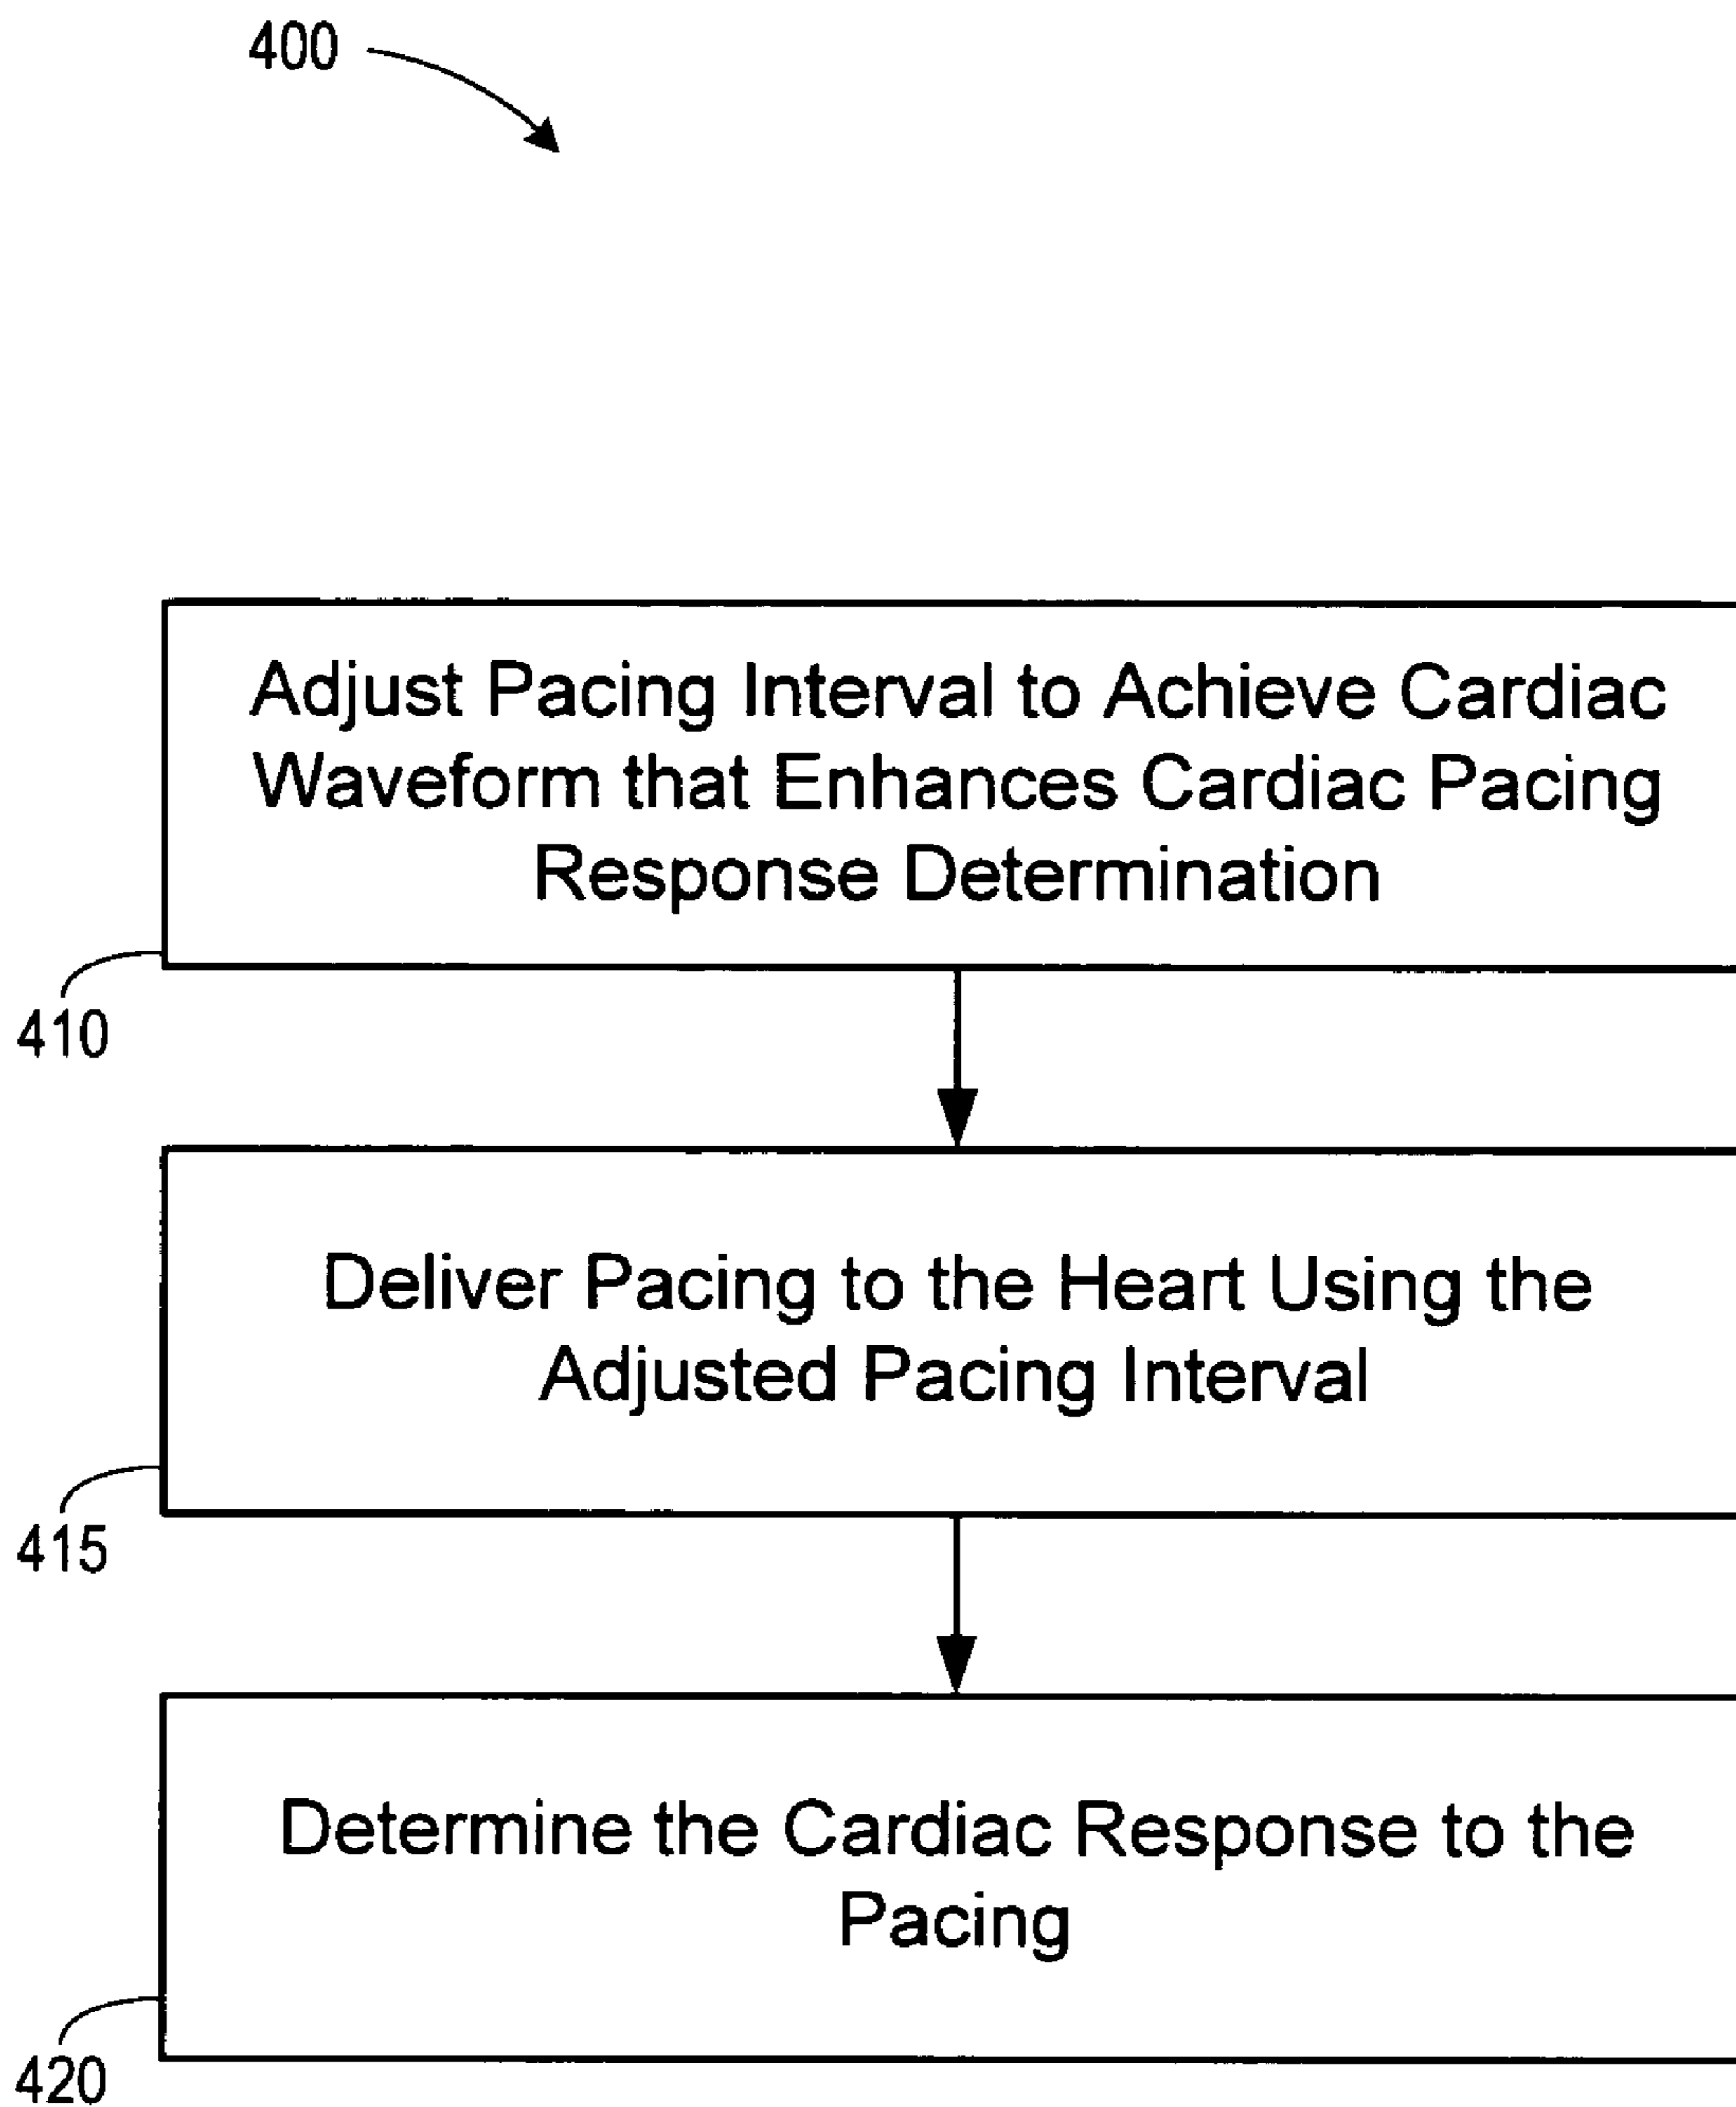 400
Adjust Pacing Interval to Achieve Cardiac
Waveform that Enhances Cardiac Pacing
Response Determination
410
Deliver Pacing to the Heart Using the
Adjusted Pacing Interval
415
Determine the Cardiac Response to the
Pacing
420